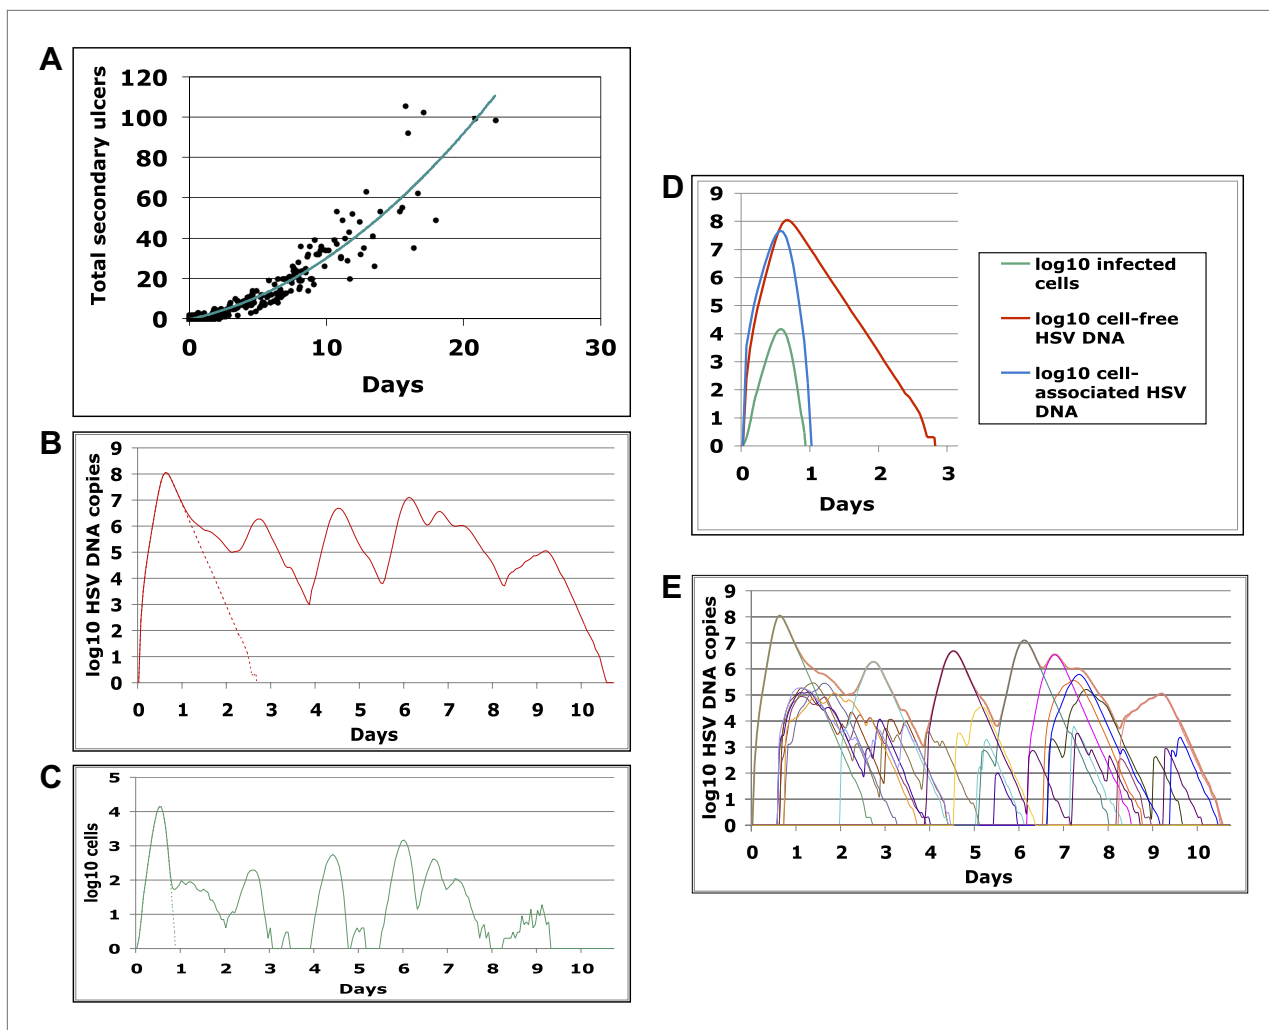 A
Total secondary ulcers
120
100
80
60
40
20
0
0 10 20 30
Days
B
log10 HSV DNA copies
9
8
7
6
5
4
3
2
1
0
0 1 2 3 4 5 6 7 8 9 10
Days
C
log10 cells
5
4
3
2
1
0
0 1 2 3 4 5 6 7 8 9 10
Days
D
9
8
7
6
5
4
3
2
1
0
0 1 2 3
Days
log10 infected
cells
log10 cell-free
HSV DNA
log10 cell-
associated HSV
DNA
E
log10 HSV DNA copies
9
8
7
6
5
4
3
2
1
0
0 1 2 3 4 5 6 7 8 9 10
Days